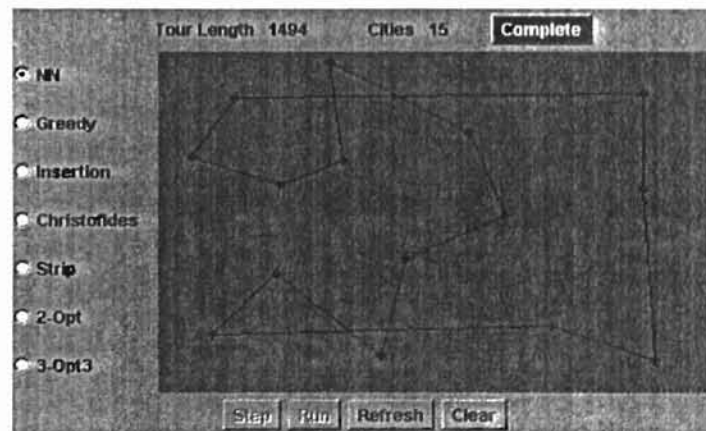 Tour Length 1494 Cities 15 Complete
NN
Greedy
Insertion
Christofides
Strip
2-Opt
3-Opt3
Step Run Refresh Clear